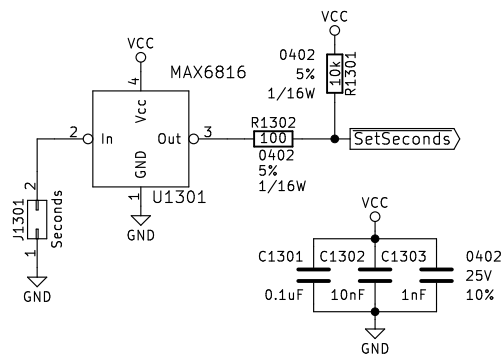 VCC
VCC
MAX6816
4
Vcc
2
In
Out
3
GND
1
U1301
GND
0402
5%
1/16W
10k
R1301
R1302
100
0402
5%
1/16W
SetSeconds
2
J1301
Seconds
1
GND
VCC
C1301
C1302
C1303
0402
25V
0.1uF
10nF
1nF
10%
GND